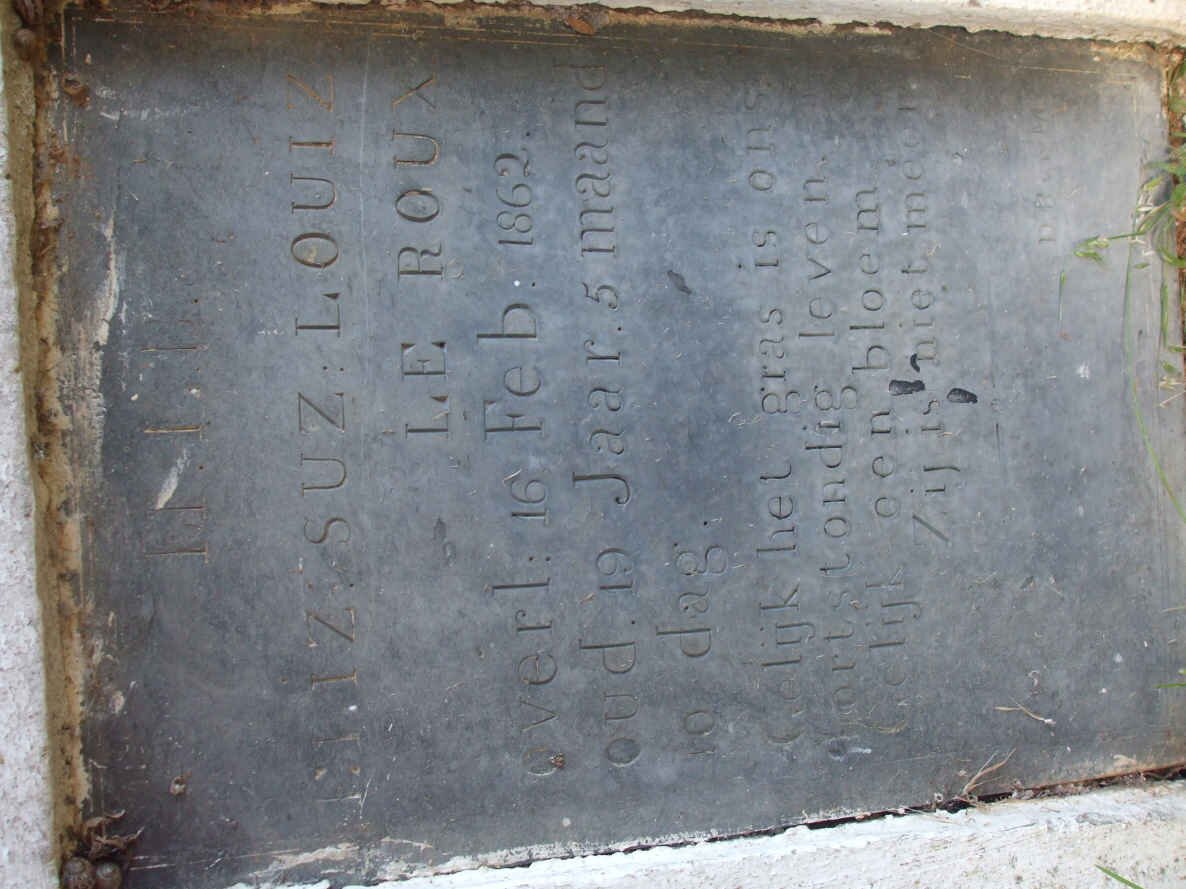 ELIZ: SUZ: LOUIZ
LE ROUX
overl: 16 Feb: 1862
oud. 19 Jaar. 5 maand
10 dag:
Gelijk het gras is ons,
kortstondig leven.
Gelijk een bloem
Zij is niet meer